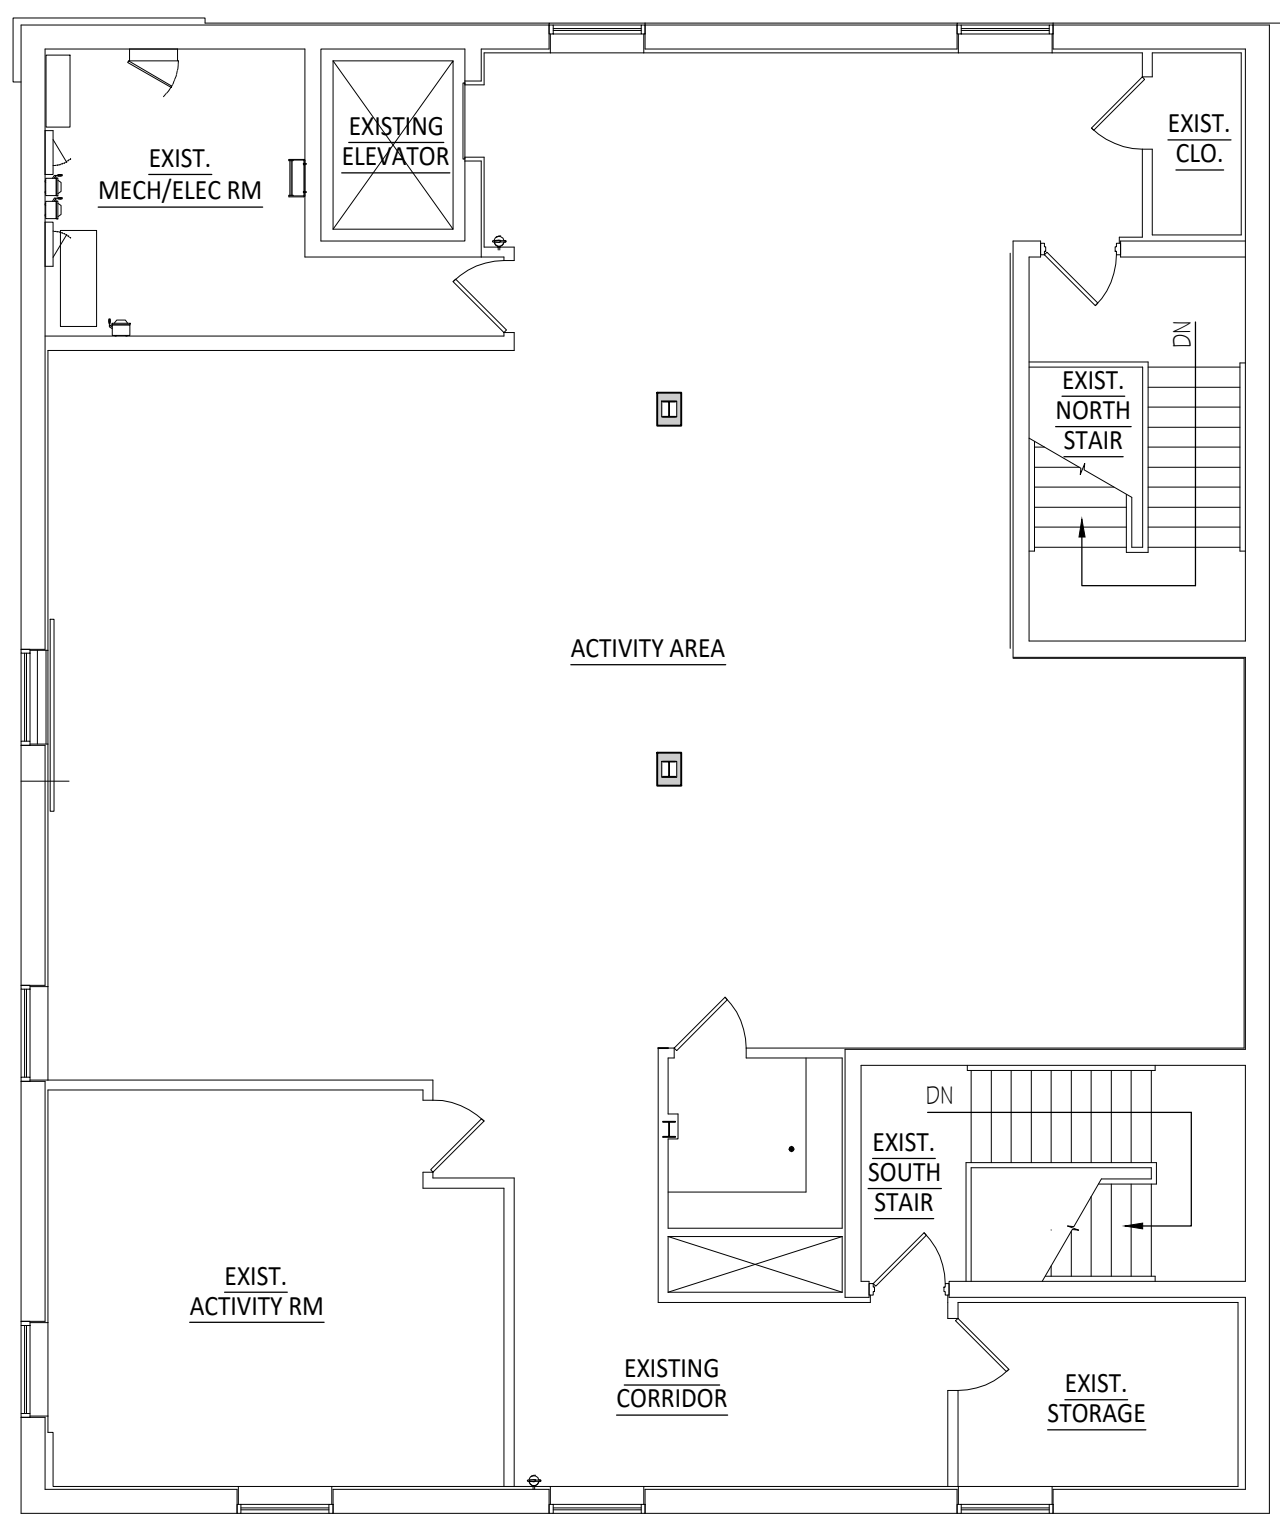 EXISTING
ELEVATOR
EXIST.
CLO.
EXIST.
MECH/ELEC RM
DN
EXIST.
NORTH
STAIR
ACTIVITY AREA
DN
EXIST.
SOUTH
STAIR
EXIST.
ACTIVITY RM
EXISTING
CORRIDOR
EXIST.
STORAGE